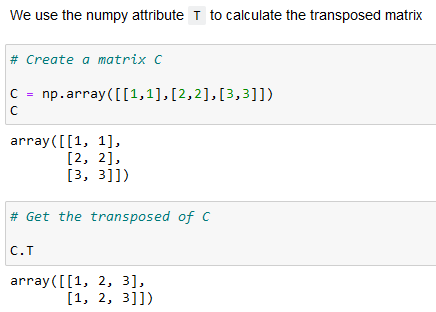 We use the numpy attribute T to calculate the transposed matrix
# Create a matrix C
C = np.array([[1,1],[2,2],[3,3]])
C
array([[1, 1],
       [2, 2],
       [3, 3]])
# Get the transposed of C
C.T
array([[1, 2, 3],
       [1, 2, 3]])